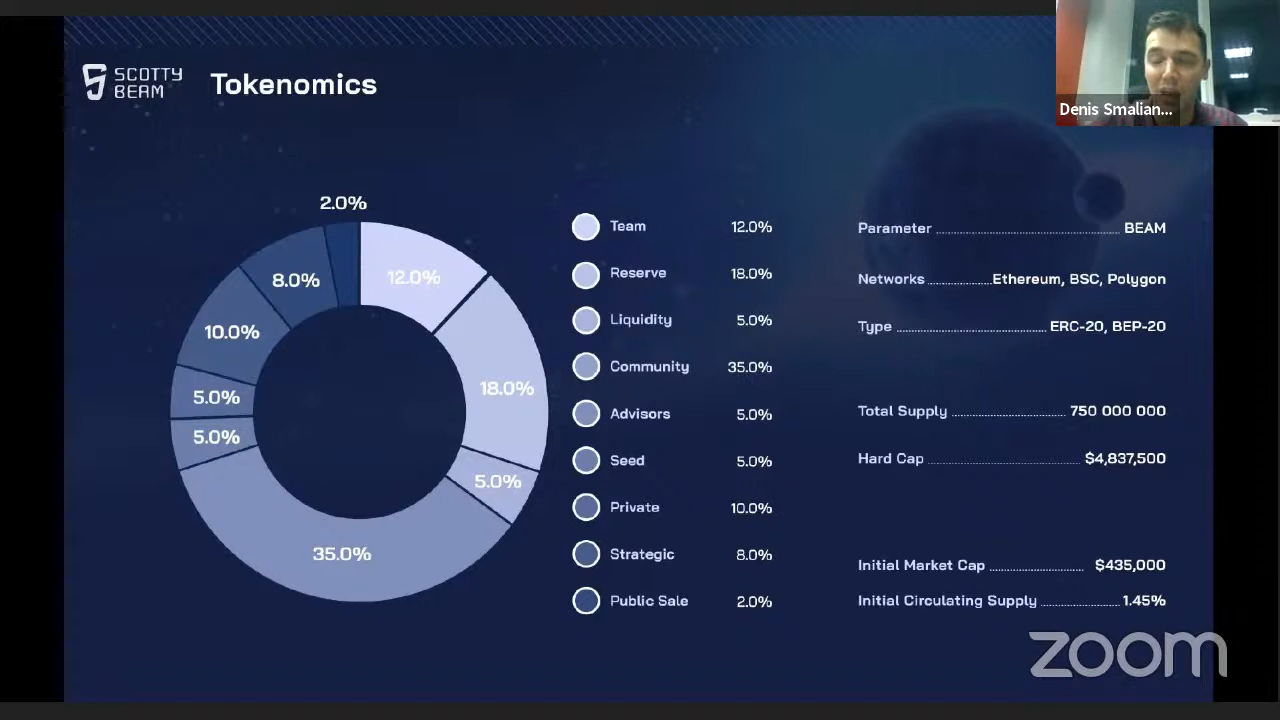 SCOTTY
BEAM
Tokenomics
Denis Smalian...
2.0%
12.0%
8.0%
10.0%
18.0%
5.0%
5.0%
5.0%
35.0%
Team 12.0%
Reserve 18.0%
Liquidity 5.0%
Community 35.0%
Advisors 5.0%
Seed 5.0%
Private 10.0%
Strategic 8.0%
Public Sale 2.0%
Parameter BEAM
Networks Ethereum, BSC, Polygon
Type ERC-20, BEP-20
Total Supply 750 000 000
Hard Cap $4,837,500
Initial Market Cap $435,000
Initial Circulating Supply 1.45%
zoom